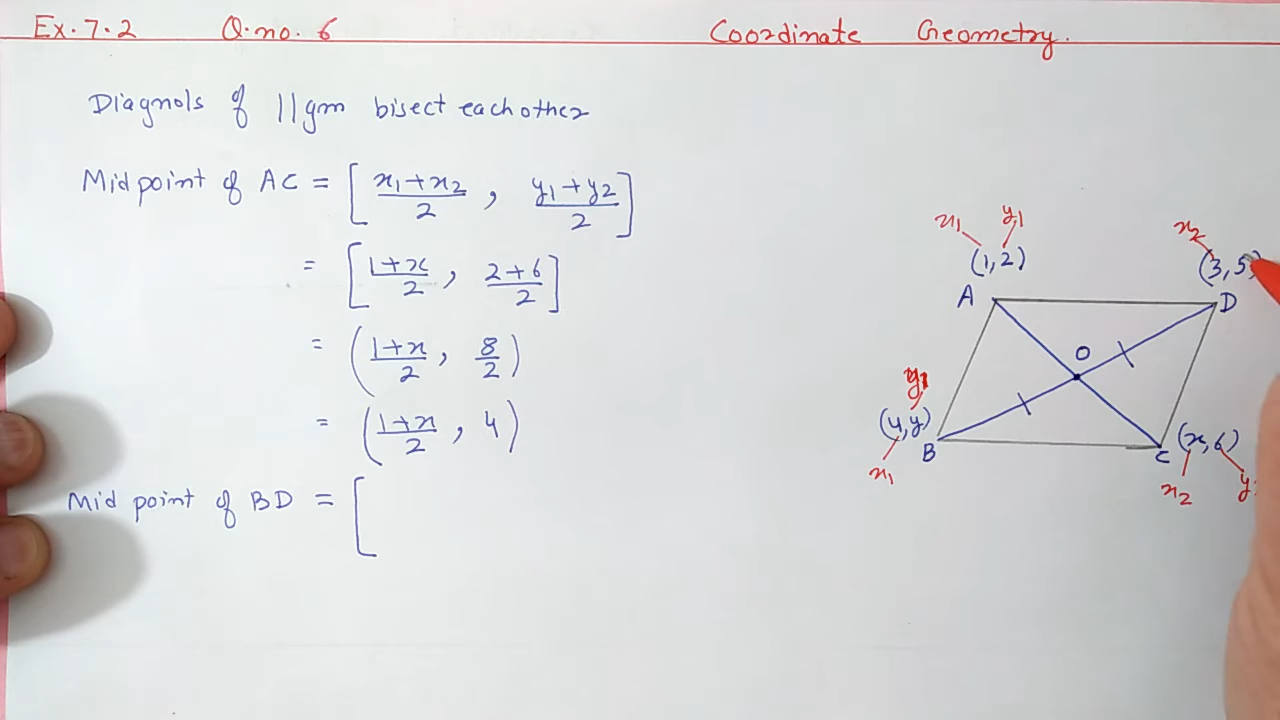 Ex. 7.2 Q.no. 6 Coordinate Geometry.
Diagnols of ||gm bisect each other
Mid point of AC = [ x1+x2/2 , y1+y2/2 ]
= [ 1+x/2 , 2+6/2 ]
= ( 1+x/2 , 8/2 )
= ( 1+x/2 , 4 )
Mid point of BD = [
x1 y1
(1,2)
x2
(3,5)
A
D
O
y1
(4,y)
B
x1
C (x,6)
x2 y